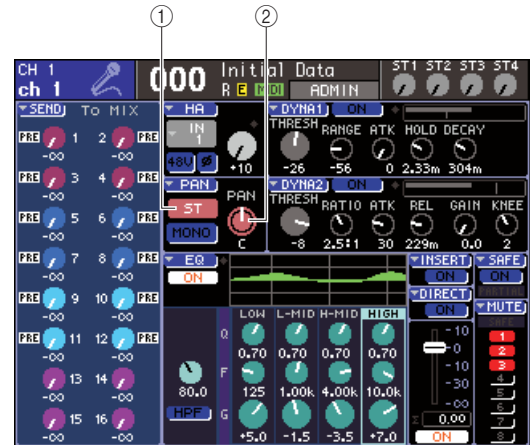 ① ②
CH 1
ch 1
000
Initial Data
R E MIDI ADMIN
ST1 ST2 ST3 ST4
SEND To MIX
PRE 1 2 PRE
-∞ -∞
PRE 3 4 PRE
-∞ -∞
PRE 5 6 PRE
-∞ -∞
PRE 7 8 PRE
-∞ -∞
PRE 9 10 PRE
-∞ -∞
PRE 11 12 PRE
-∞ -∞
13 14
-∞ -∞
15 16
-∞ -∞
HA
IN
1
48V Ø
+10
PAN
ST
MONO
PAN
C
DYNA1 ON
THRESH RANGE ATK HOLD DECAY
-26 -56 0 2.33m 304m
DYNA2 ON
THRESH RATIO ATK REL GAIN KNEE
-8 2.5:1 30 229m 0.0 2
EQ
ON
LOW L-MID H-MID HIGH
Q
0.70 0.70 0.70 0.70
F
80.0 125 1.00k 4.00k 10.0k
HPF
G
+5.0 -1.5 -3.5 +7.0
INSERT
ON
DIRECT
ON
-10
-0
-10
-30
-∞
Σ 0.00
ON
SAFE
ON
PARTIAL
MUTE
SAFE
1
2
3
4
5
6
7
8